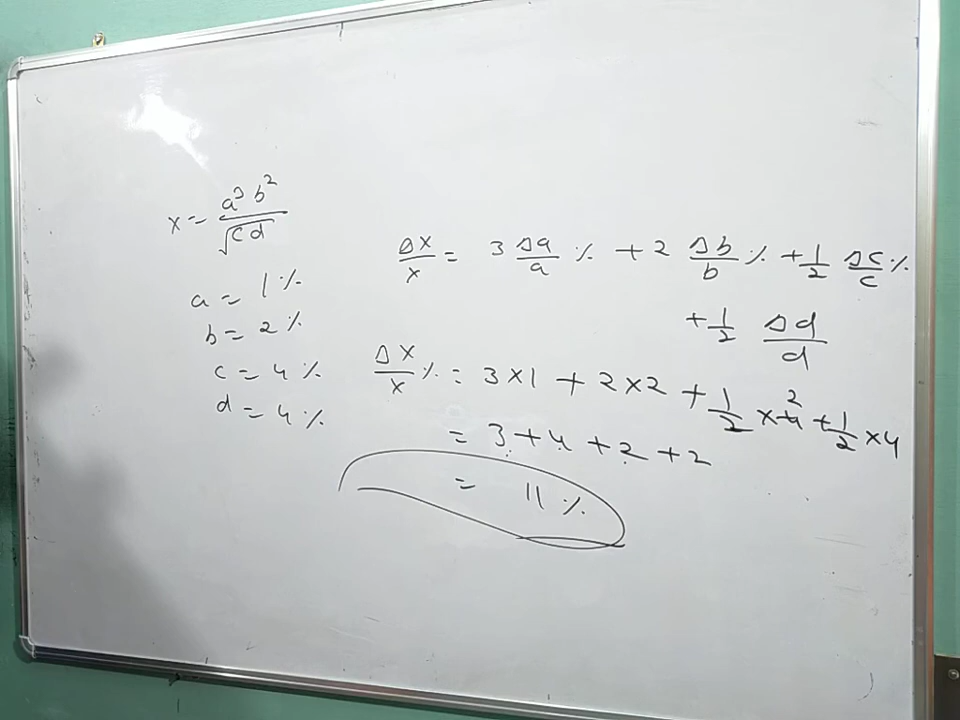 x = a³b²/√cd
a = 1%
b = 2%
c = 4%
d = 4%
Δx/x = 3 Δa/a % + 2 Δb/b % + 1/2 Δc/c %
+ 1/2 Δd/d
Δx/x % = 3×1 + 2×2 + 1/2 ×4 2 + 1/2 ×4
= 3+4+2+2
= 11%